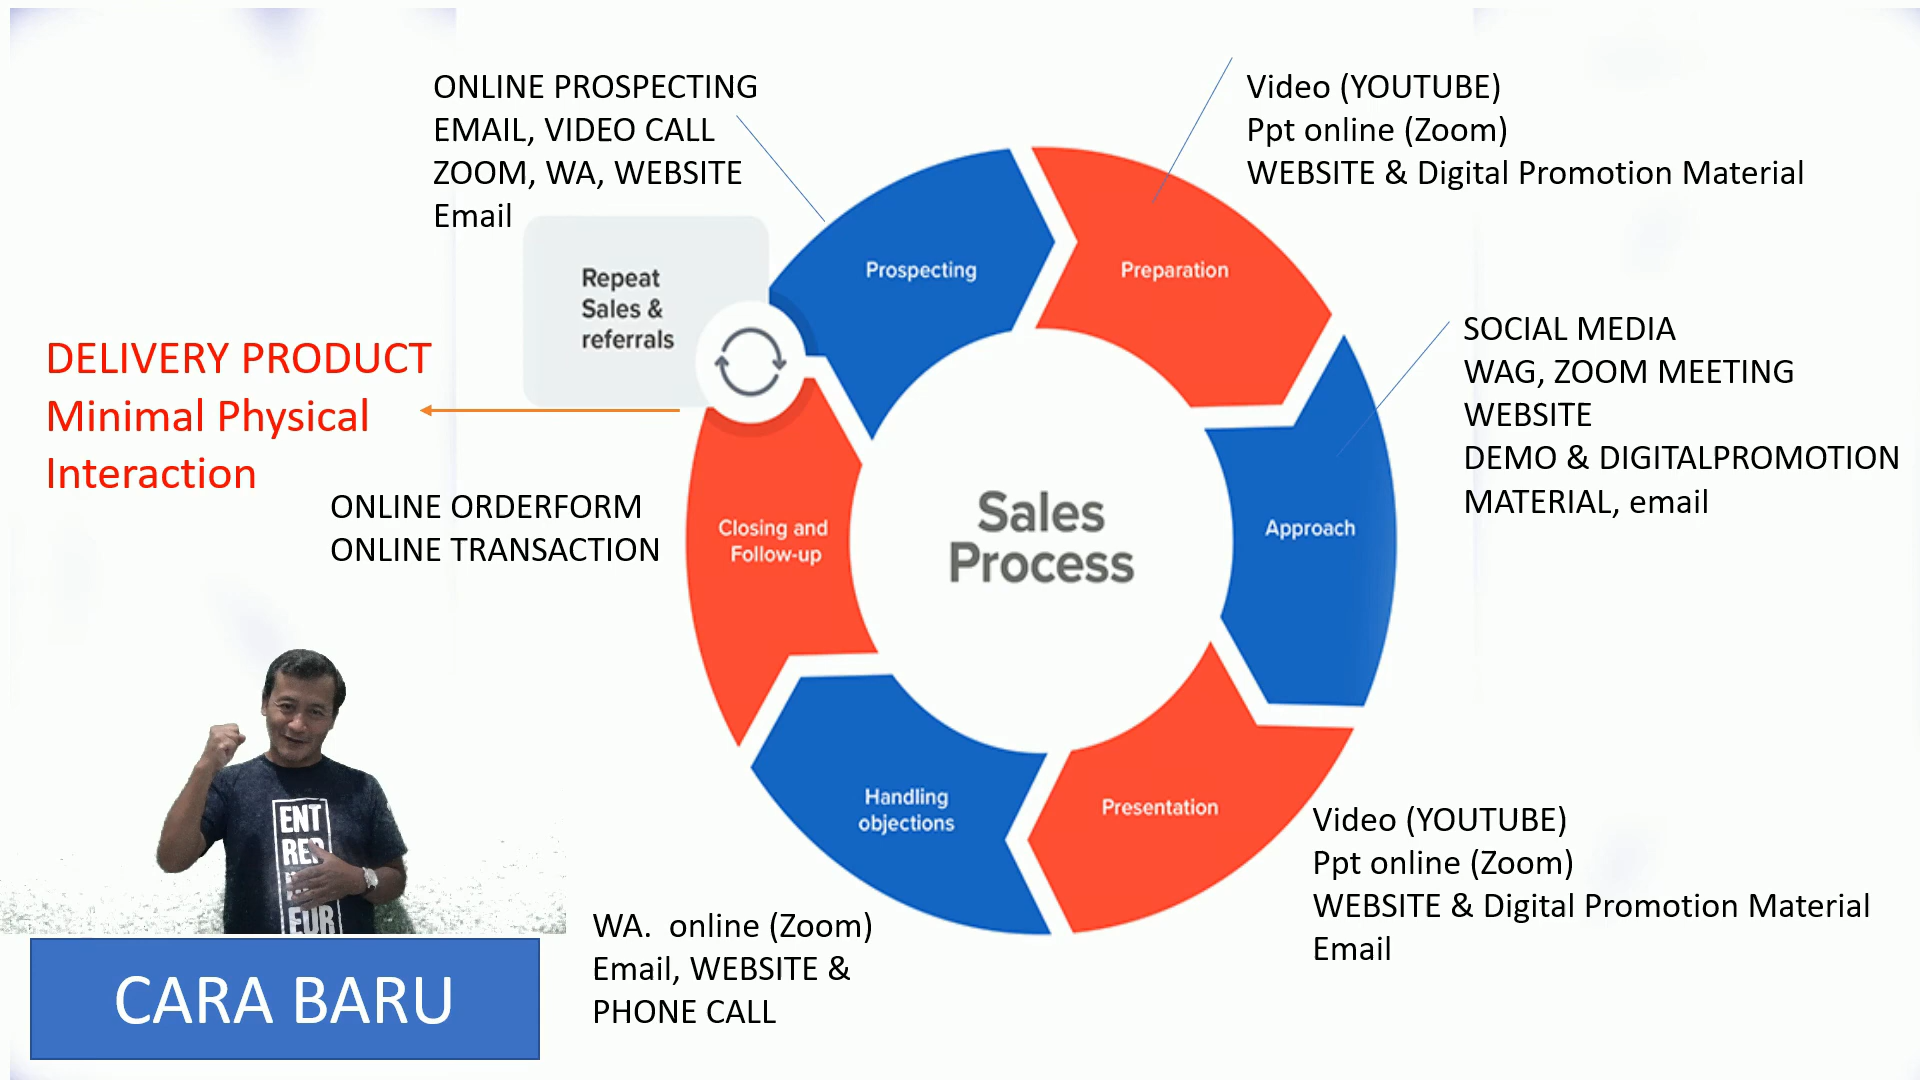 ONLINE PROSPECTING
EMAIL, VIDEO CALL
ZOOM, WA, WEBSITE
Email
Video (YOUTUBE)
Ppt online (Zoom)
WEBSITE & Digital Promotion Material
Repeat
Sales &
referrals
Prospecting
Preparation
SOCIAL MEDIA
WAG, ZOOM MEETING
WEBSITE
DEMO & DIGITALPROMOTION
MATERIAL, email
DELIVERY PRODUCT
Minimal Physical
Interaction
ONLINE ORDERFORM
ONLINE TRANSACTION
Closing and
Follow-up
Sales
Process
Approach
Handling
objections
Presentation
Video (YOUTUBE)
Ppt online (Zoom)
WEBSITE & Digital Promotion Material
Email
WA.  online (Zoom)
Email, WEBSITE &
PHONE CALL
ENT
REP
EUR
CARA BARU